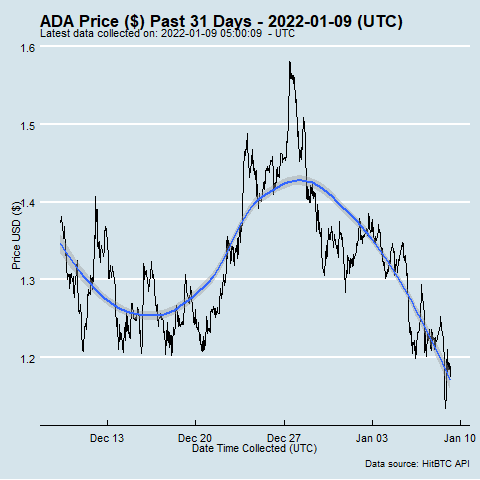 ADA Price ($) Past 31 Days - 2022-01-09 (UTC)
Latest data collected on: 2022-01-09 05:00:09  - UTC
1.6
1.5
1.4
1.3
1.2
Price USD ($)
Dec 13 Dec 20 Dec 27 Jan 03 Jan 10
Date Time Collected (UTC)
Data source: HitBTC API